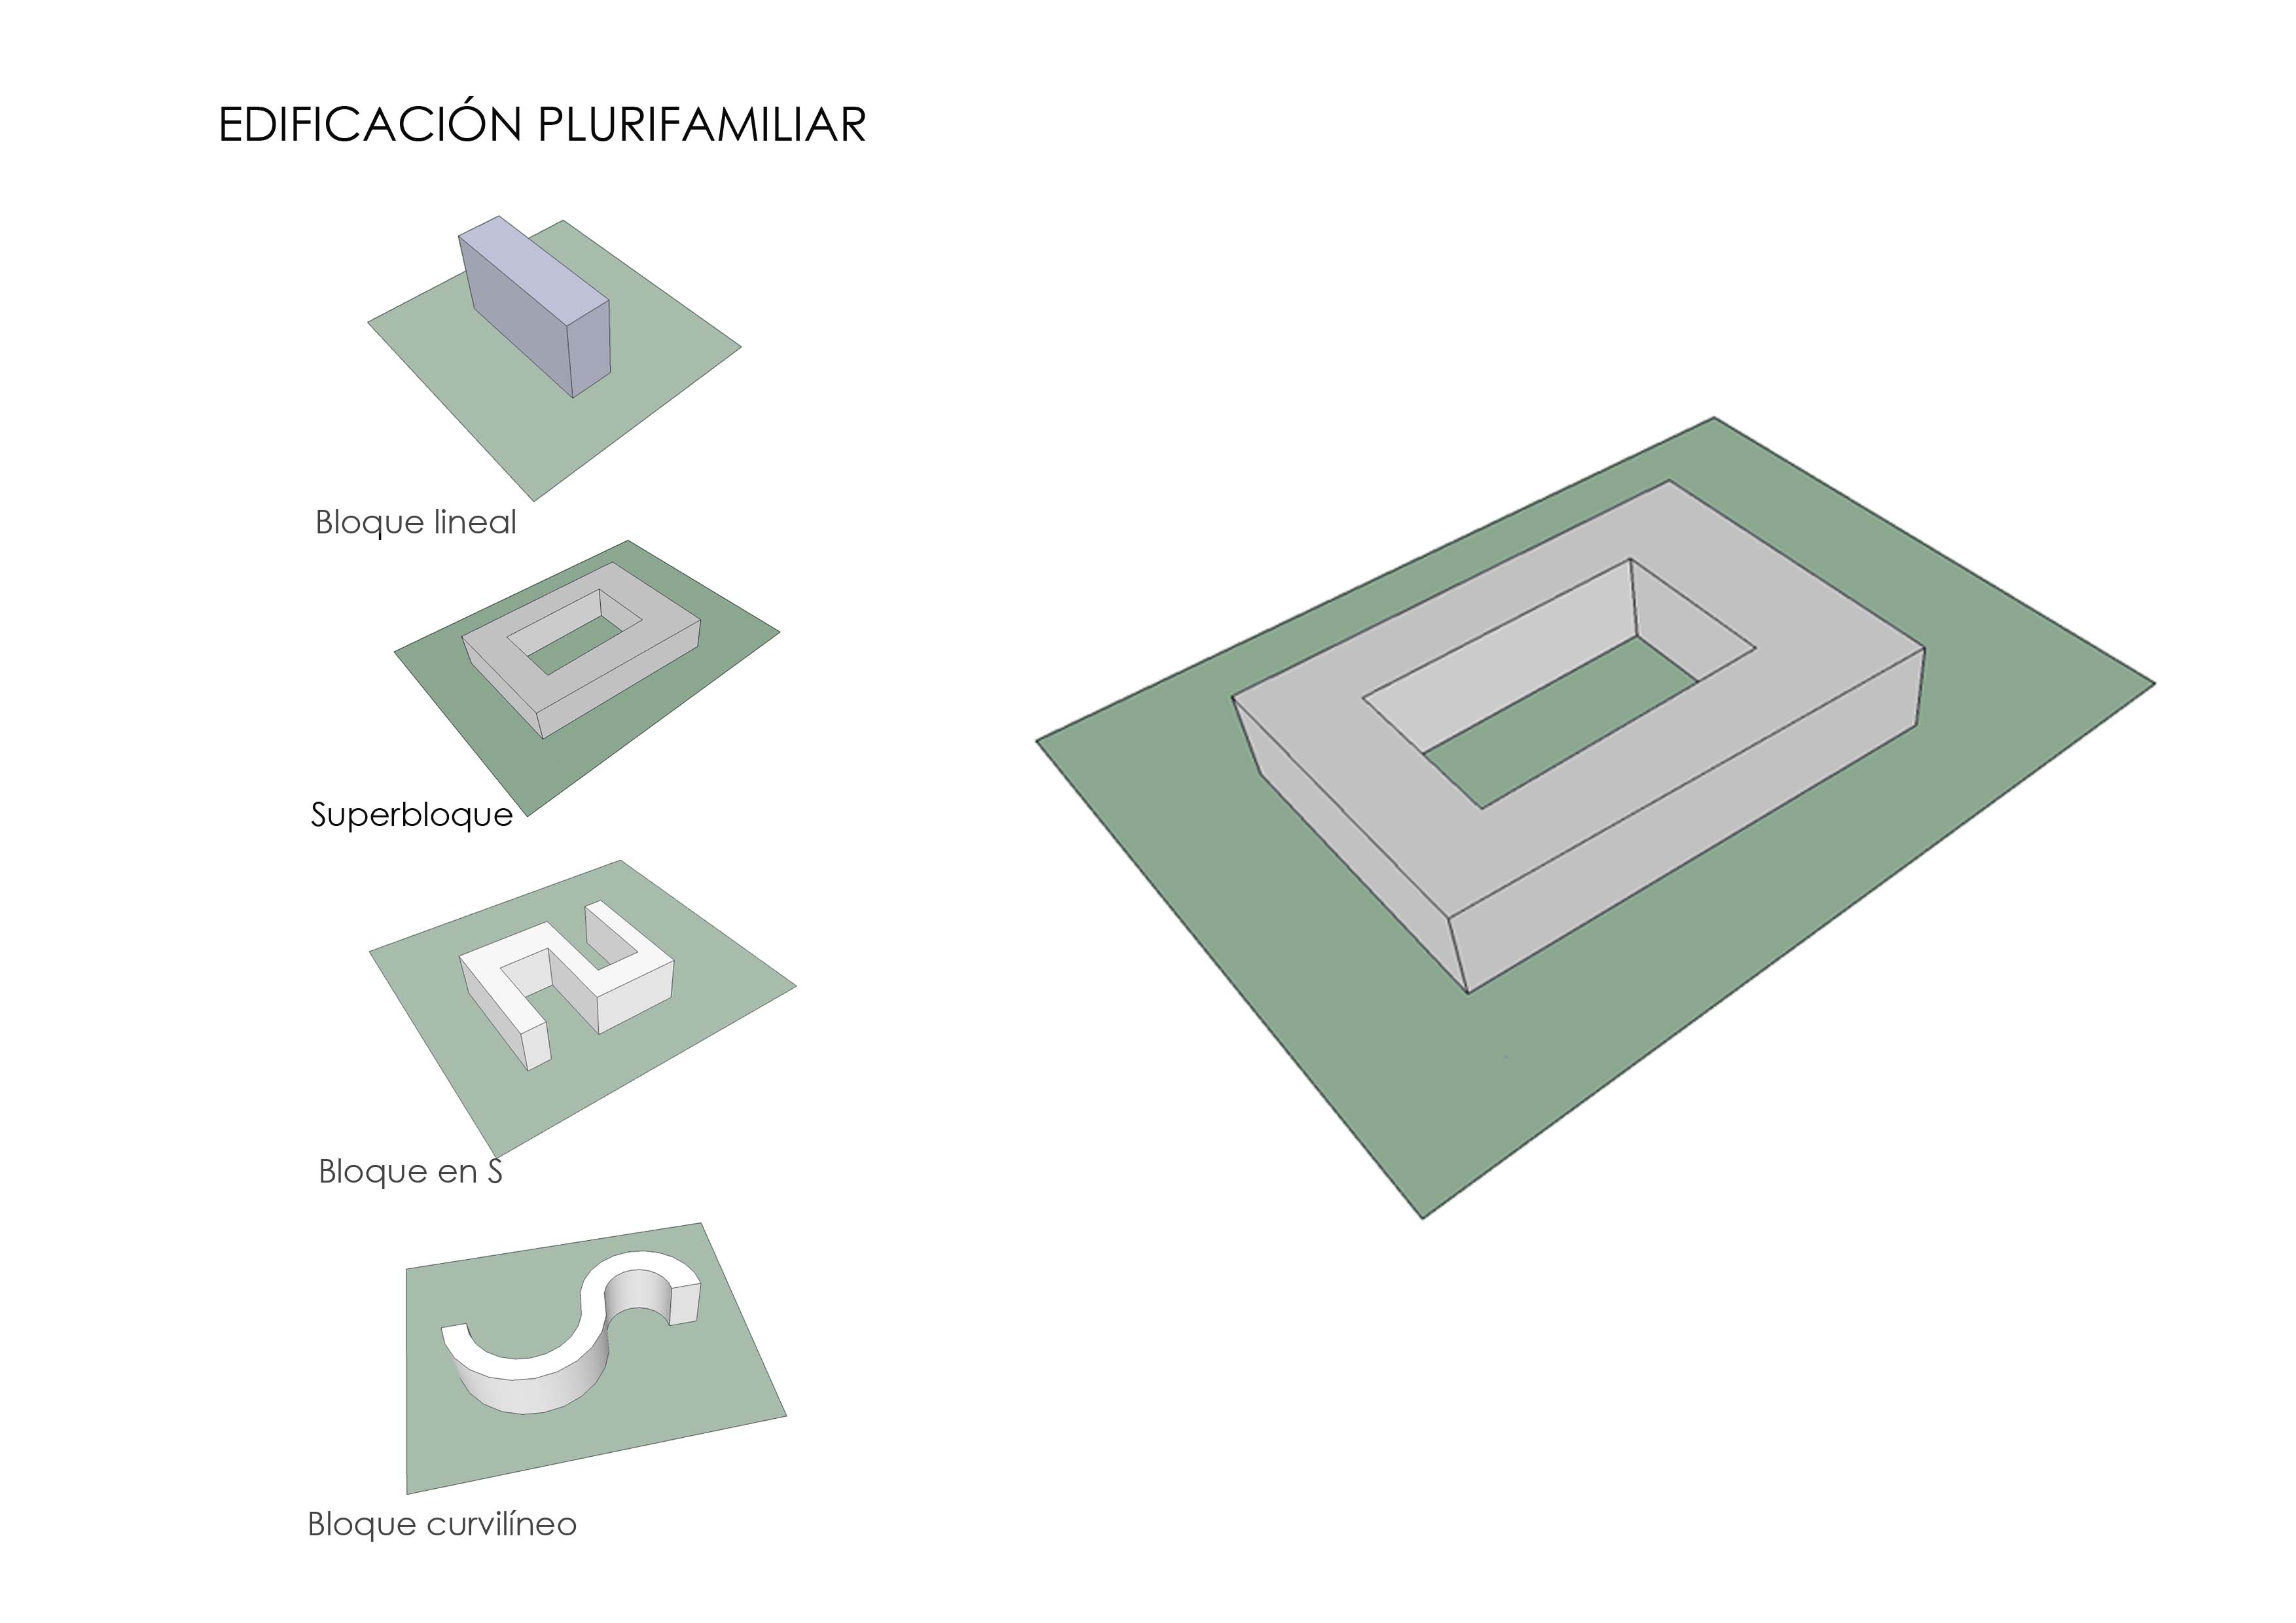 EDIFICACIÓN PLURIFAMILIAR
Bloque lineal
Superbloque
Bloque en S
Bloque curvilíneo